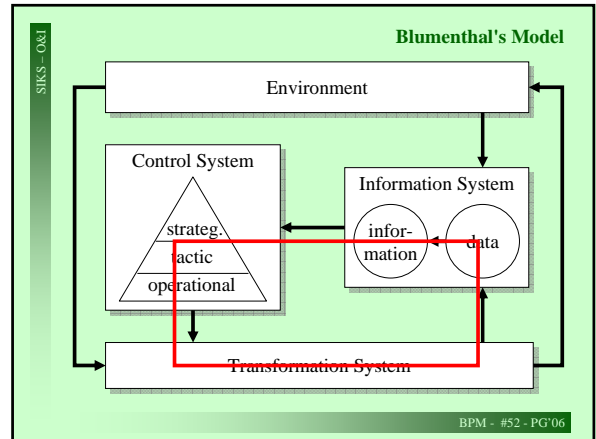 SIKS – O&I
Blumenthal's Model
Environment
Control System
strateg.
tactic
operational
Information System
infor-
mation
data
Transformation System
BPM - #52 - PG'06